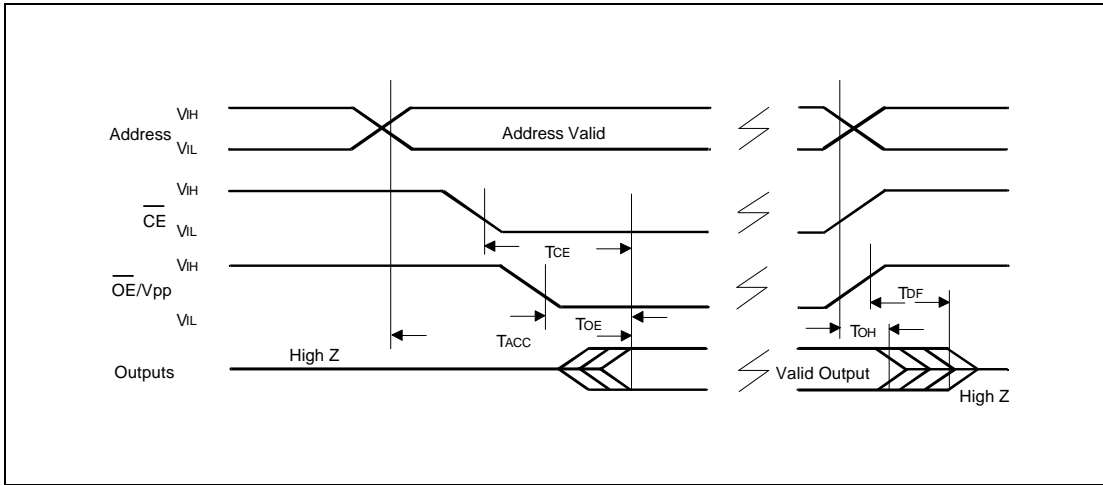 VIH
Address
Address Valid
VIL
VIH
CE
VIL
TCE
VIH
OE/Vpp
TDF
VIL
TACC
TOE
TOH
High Z
Outputs
Valid Output
High Z